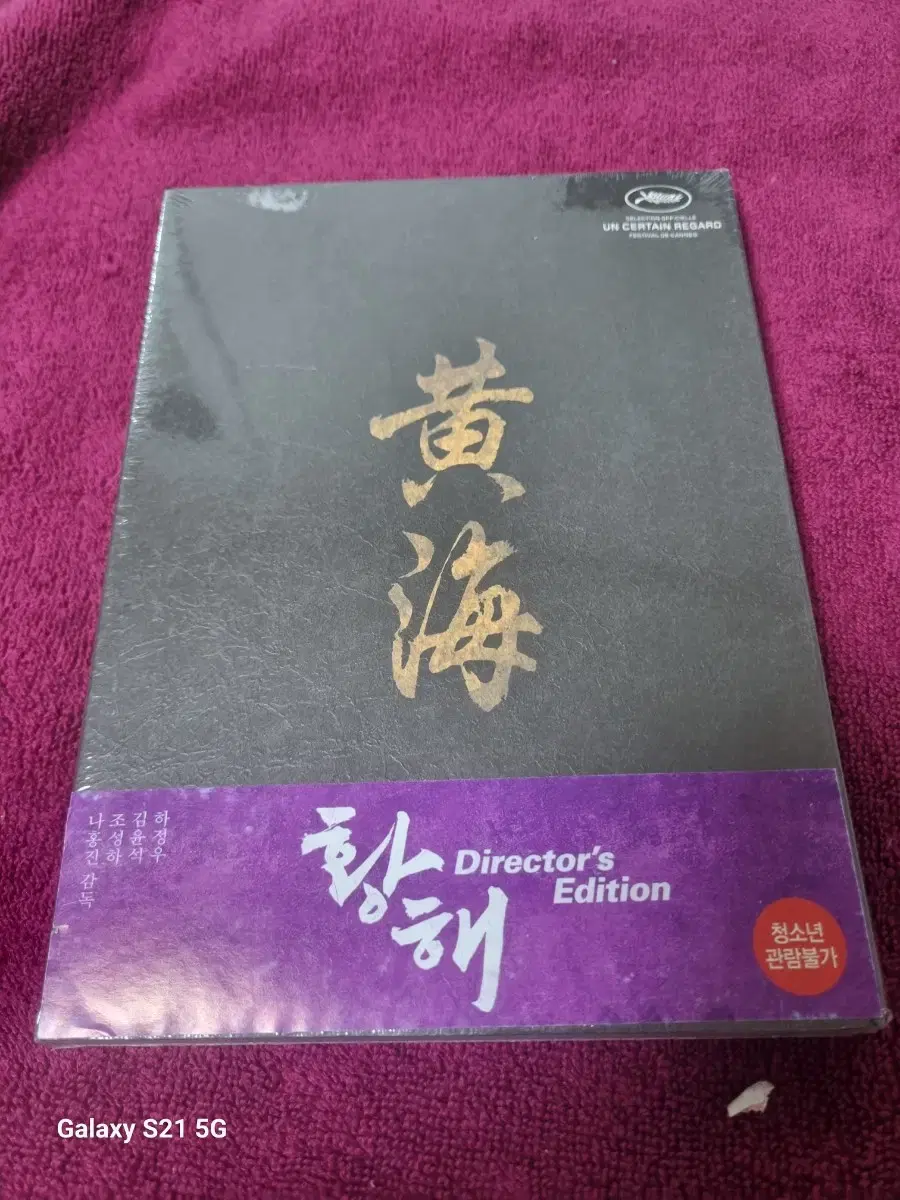 SELECTION OFFICIELLE
UN CERTAIN REGARD
FESTIVAL DE CANNES
黄
海
하정우
김윤석
조성하
나홍진 감독
황해
Director's
Edition
청소년
관람불가
Galaxy S21 5G